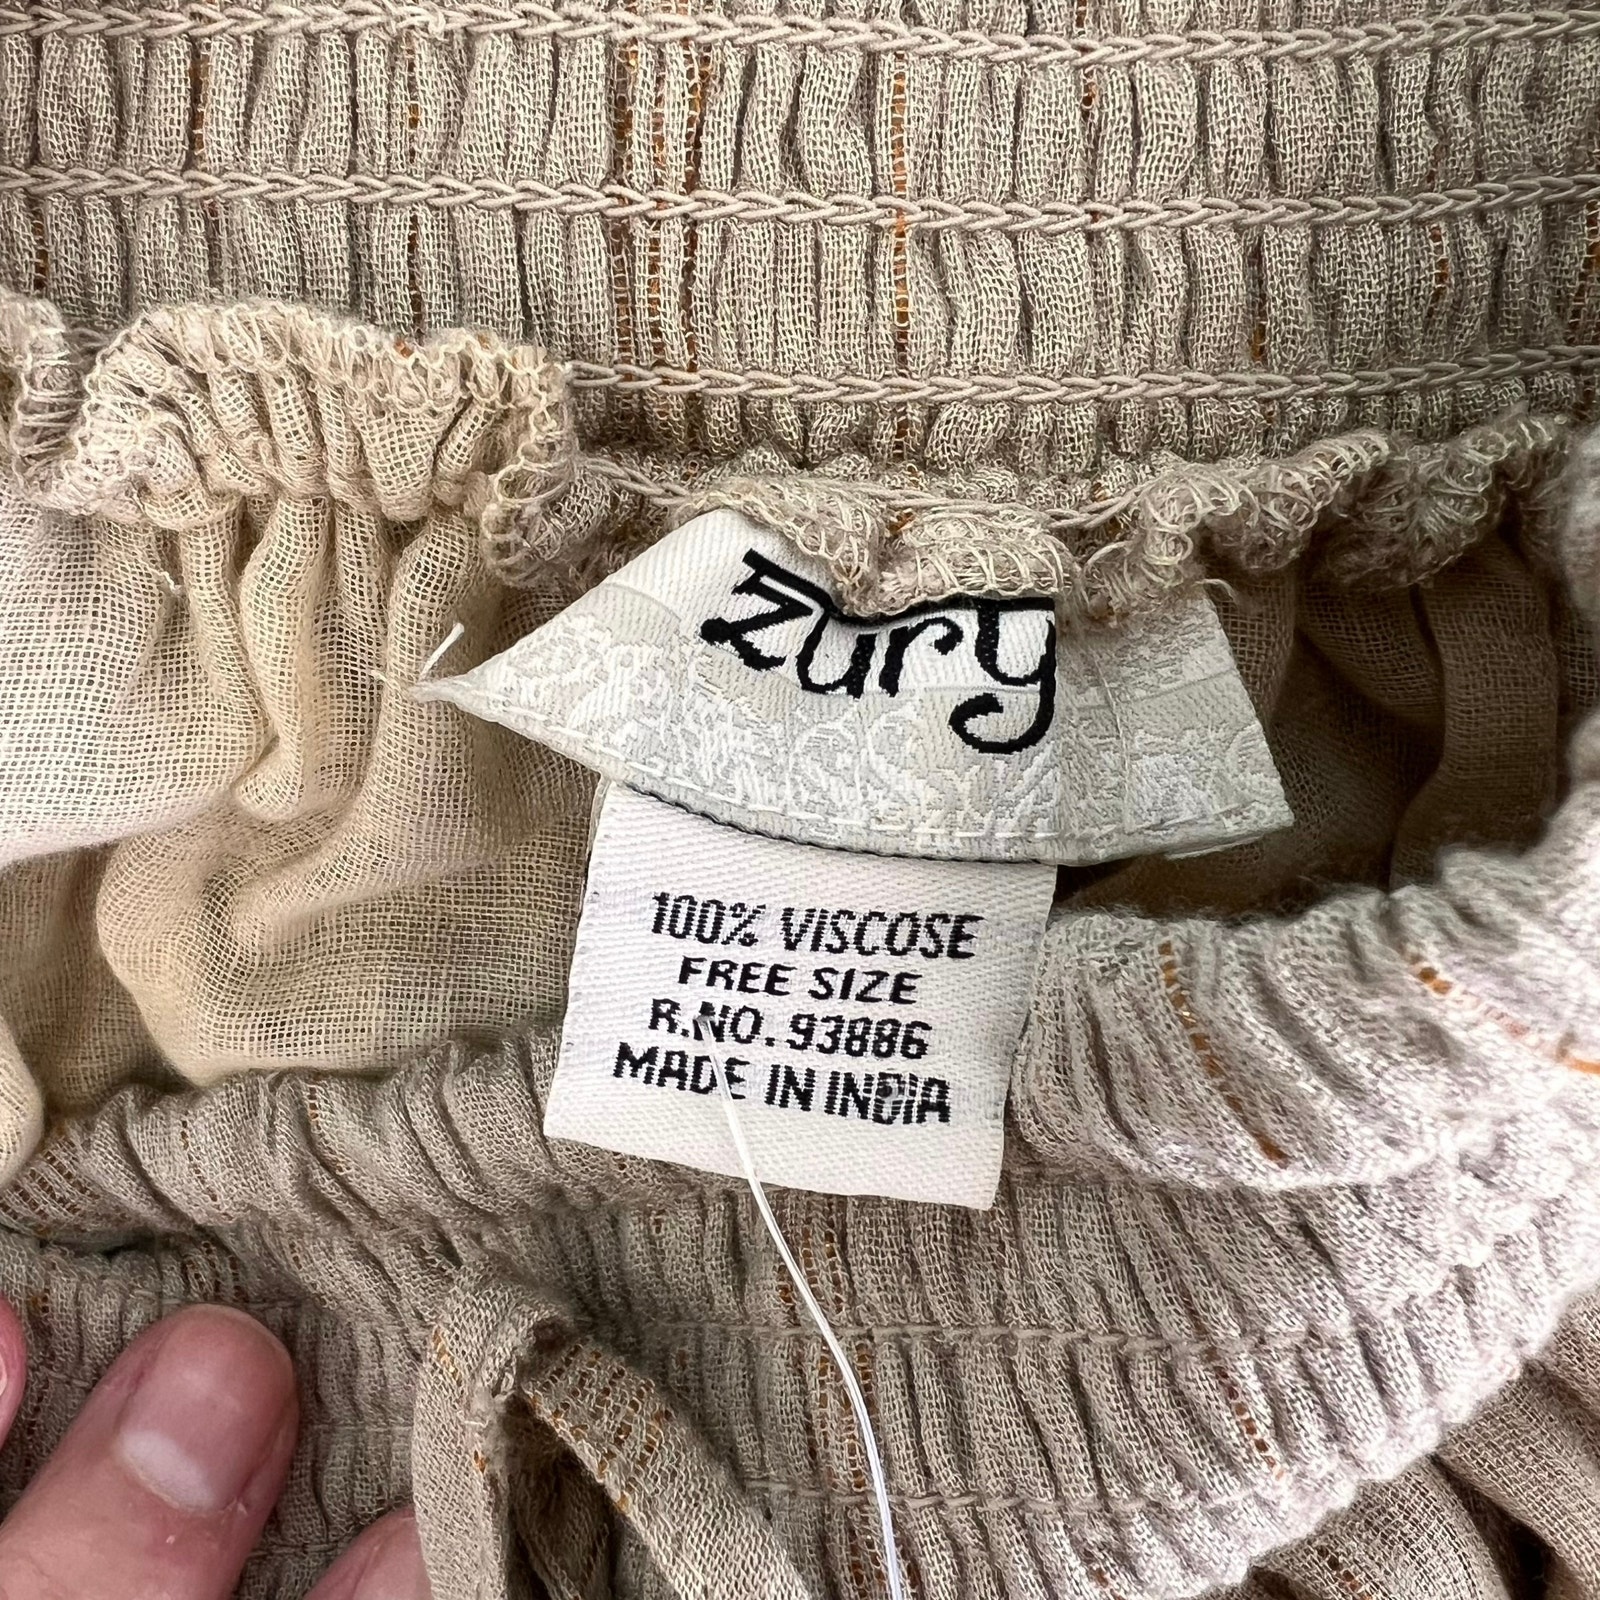 zury
100% VISCOSE
FREE SIZE
R.NO. 93886
MADE IN INDIA